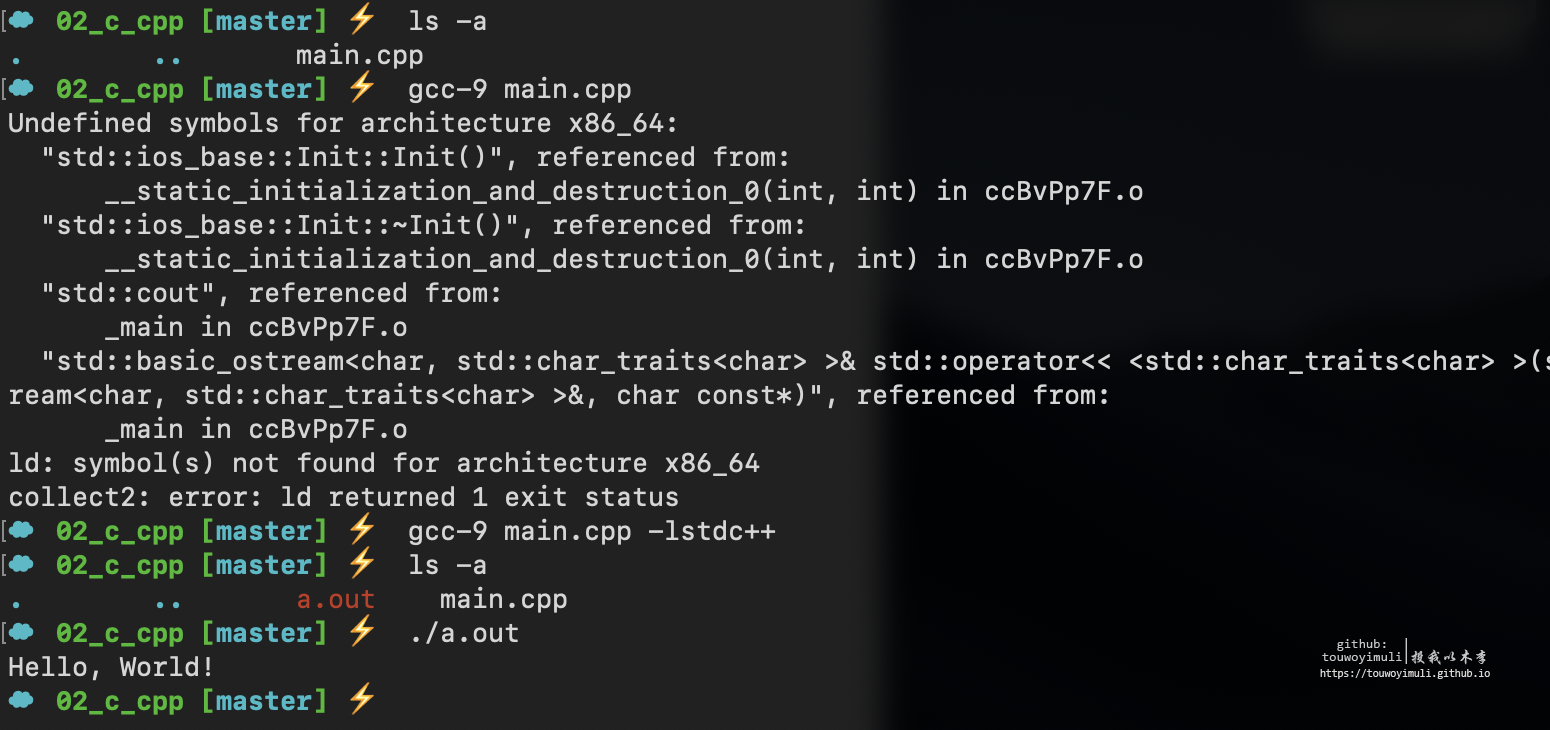 [☁ 02_c_cpp [master] ⚡ ls -a
. .. main.cpp
[☁ 02_c_cpp [master] ⚡ gcc-9 main.cpp
Undefined symbols for architecture x86_64:
"std::ios_base::Init::Init()", referenced from:
__static_initialization_and_destruction_0(int, int) in ccBvPp7F.o
"std::ios_base::Init::~Init()", referenced from:
__static_initialization_and_destruction_0(int, int) in ccBvPp7F.o
"std::cout", referenced from:
_main in ccBvPp7F.o
"std::basic_ostream<char, std::char_traits<char> >& std::operator<< <std::char_traits<char> >(s
ream<char, std::char_traits<char> >&, char const*)", referenced from:
_main in ccBvPp7F.o
ld: symbol(s) not found for architecture x86_64
collect2: error: ld returned 1 exit status
[☁ 02_c_cpp [master] ⚡ gcc-9 main.cpp -lstdc++
[☁ 02_c_cpp [master] ⚡ ls -a
. .. a.out main.cpp
[☁ 02_c_cpp [master] ⚡ ./a.out
Hello, World!
☁ 02_c_cpp [master] ⚡
github:
touwoyimuli|投我以木李
https://touwoyimuli.github.io